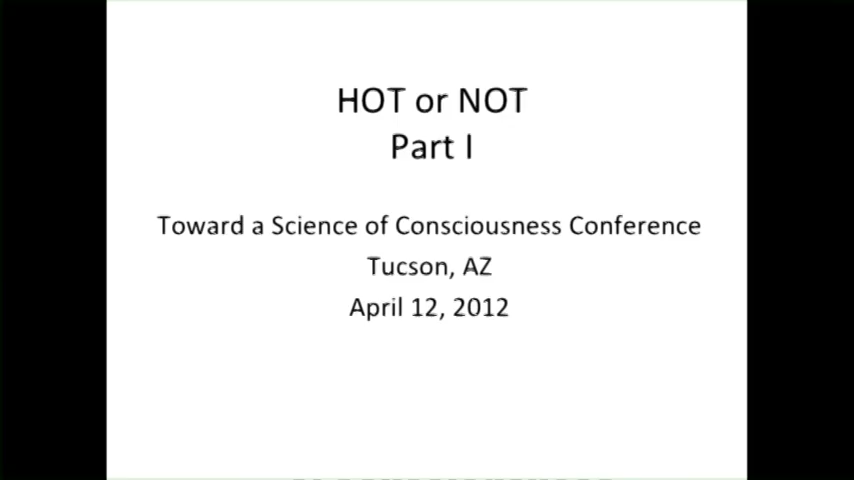 HOT or NOT
Part I
Toward a Science of Consciousness Conference
Tucson, AZ
April 12, 2012